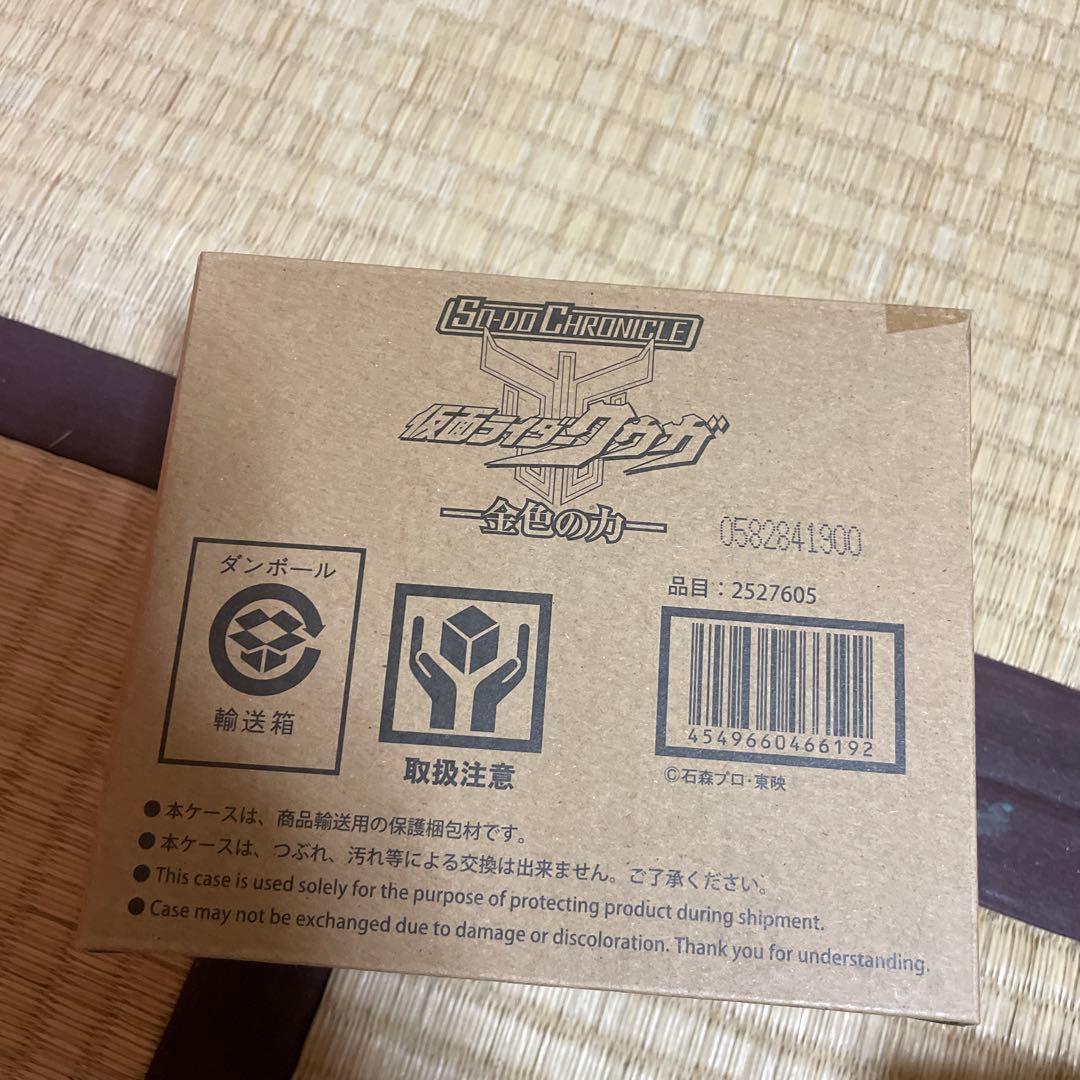 SO-DO CHRONICLE
仮面ライダークウガ
金色の力
0582841900
品目：2527605
ダンボール
輸送箱
取扱注意
4549660466192
©石森プロ・東映
●本ケースは、商品輸送用の保護梱包材です。
●本ケースは、つぶれ、汚れ等による交換は出来ません。ご了承ください。
●This case is used solely for the purpose of protecting product during shipment.
●Case may not be exchanged due to damage or discoloration. Thank you for understanding.